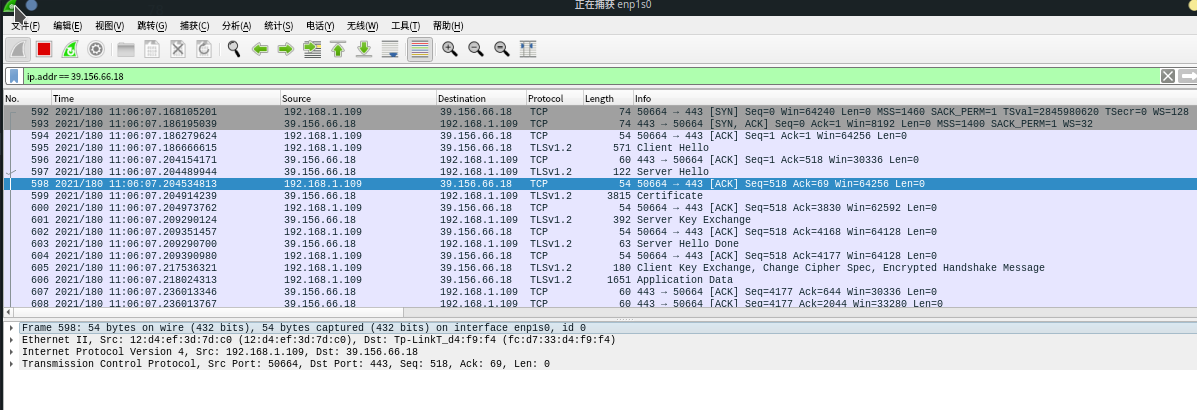 正在捕获 enp1s0
文件(F) 编辑(E) 视图(V) 跳转(G) 捕获(C) 分析(A) 统计(S) 电话(Y) 无线(W) 工具(T) 帮助(H)
ip.addr == 39.156.66.18
No. Time Source Destination Protocol Length Info
592 2021/180 11:06:07.168105201 192.168.1.109 39.156.66.18 TCP 74 50664 → 443 [SYN] Seq=0 Win=64240 Len=0 MSS=1460 SACK_PERM=1 TSval=2845980620 TSecr=0 WS=128
593 2021/180 11:06:07.186195039 39.156.66.18 192.168.1.109 TCP 74 443 → 50664 [SYN, ACK] Seq=0 Ack=1 Win=8192 Len=0 MSS=1400 SACK_PERM=1 WS=32
594 2021/180 11:06:07.186279624 192.168.1.109 39.156.66.18 TCP 54 50664 → 443 [ACK] Seq=1 Ack=1 Win=64256 Len=0
595 2021/180 11:06:07.186666615 192.168.1.109 39.156.66.18 TLSv1.2 571 Client Hello
596 2021/180 11:06:07.204154171 39.156.66.18 192.168.1.109 TCP 60 443 → 50664 [ACK] Seq=1 Ack=518 Win=30336 Len=0
597 2021/180 11:06:07.204489944 39.156.66.18 192.168.1.109 TLSv1.2 122 Server Hello
598 2021/180 11:06:07.204534813 192.168.1.109 39.156.66.18 TCP 54 50664 → 443 [ACK] Seq=518 Ack=69 Win=64256 Len=0
599 2021/180 11:06:07.204914239 39.156.66.18 192.168.1.109 TLSv1.2 3815 Certificate
600 2021/180 11:06:07.204973762 192.168.1.109 39.156.66.18 TCP 54 50664 → 443 [ACK] Seq=518 Ack=3830 Win=62592 Len=0
601 2021/180 11:06:07.209290124 39.156.66.18 192.168.1.109 TLSv1.2 392 Server Key Exchange
602 2021/180 11:06:07.209351457 192.168.1.109 39.156.66.18 TCP 54 50664 → 443 [ACK] Seq=518 Ack=4168 Win=64128 Len=0
603 2021/180 11:06:07.209290700 39.156.66.18 192.168.1.109 TLSv1.2 63 Server Hello Done
604 2021/180 11:06:07.209390980 192.168.1.109 39.156.66.18 TCP 54 50664 → 443 [ACK] Seq=518 Ack=4177 Win=64128 Len=0
605 2021/180 11:06:07.217536321 192.168.1.109 39.156.66.18 TLSv1.2 180 Client Key Exchange, Change Cipher Spec, Encrypted Handshake Message
606 2021/180 11:06:07.218024313 192.168.1.109 39.156.66.18 TLSv1.2 1651 Application Data
607 2021/180 11:06:07.236013346 39.156.66.18 192.168.1.109 TCP 60 443 → 50664 [ACK] Seq=4177 Ack=644 Win=30336 Len=0
608 2021/180 11:06:07.236013767 39.156.66.18 192.168.1.109 TCP 60 443 → 50664 [ACK] Seq=4177 Ack=2044 Win=33280 Len=0
Frame 598: 54 bytes on wire (432 bits), 54 bytes captured (432 bits) on interface enp1s0, id 0
Ethernet II, Src: 12:d4:ef:3d:7d:c0 (12:d4:ef:3d:7d:c0), Dst: Tp-LinkT_d4:f9:f4 (fc:d7:33:d4:f9:f4)
Internet Protocol Version 4, Src: 192.168.1.109, Dst: 39.156.66.18
Transmission Control Protocol, Src Port: 50664, Dst Port: 443, Seq: 518, Ack: 69, Len: 0